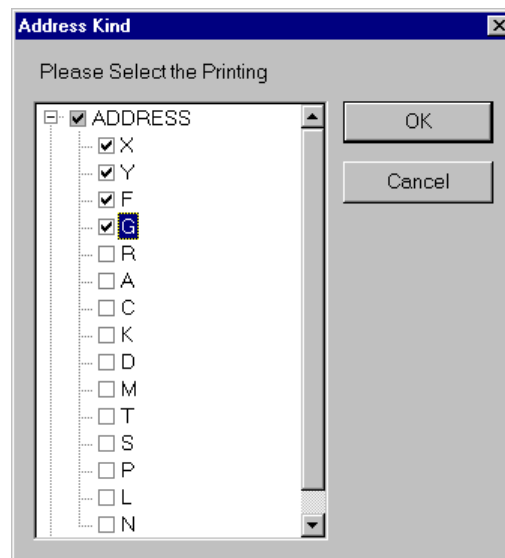 Address Kind
Please Select the Printing
ADDRESS
X
Y
F
G
R
A
C
K
D
M
T
S
P
L
N
OK
Cancel